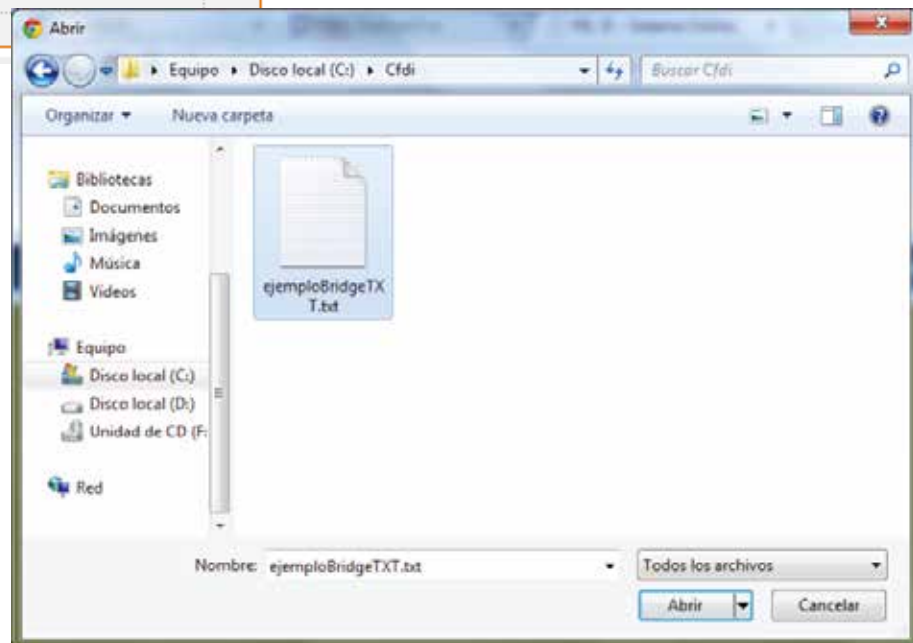 Abrir
Equipo Disco local (C:) Cfdi
Buscar Cfdi
Organizar Nueva carpeta
Bibliotecas
Documentos
Imágenes
Música
Videos
Equipo
Disco local (C:)
Disco local (D:)
Unidad de CD (F:
Red
ejemploBridgeTX
T.txt
Nombre: ejemploBridgeTXT.txt
Todos los archivos
Abrir
Cancelar